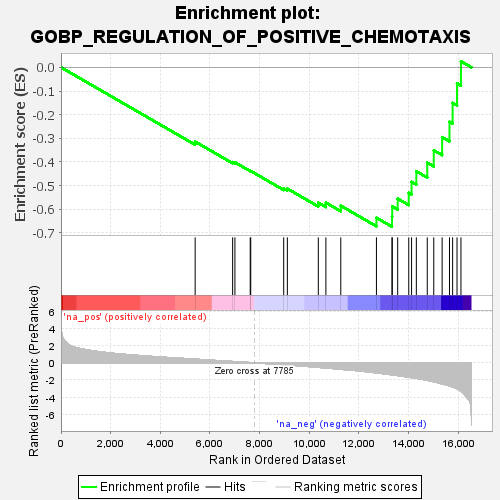 Enrichment plot:
GOBP_REGULATION_OF_POSITIVE_CHEMOTAXIS
Enrichment score (ES)
0.0
-0.1
-0.2
-0.3
-0.4
-0.5
-0.6
-0.7
Ranked list metric (PreRanked)
6
4
2
0
-2
-4
-6
'na_pos' (positively correlated)
Zero cross at 7785
'na_neg' (negatively correlated)
0
2,000
4,000
6,000
8,000
10,000
12,000
14,000
16,000
Rank in Ordered Dataset
Enrichment profile
Hits
Ranking metric scores